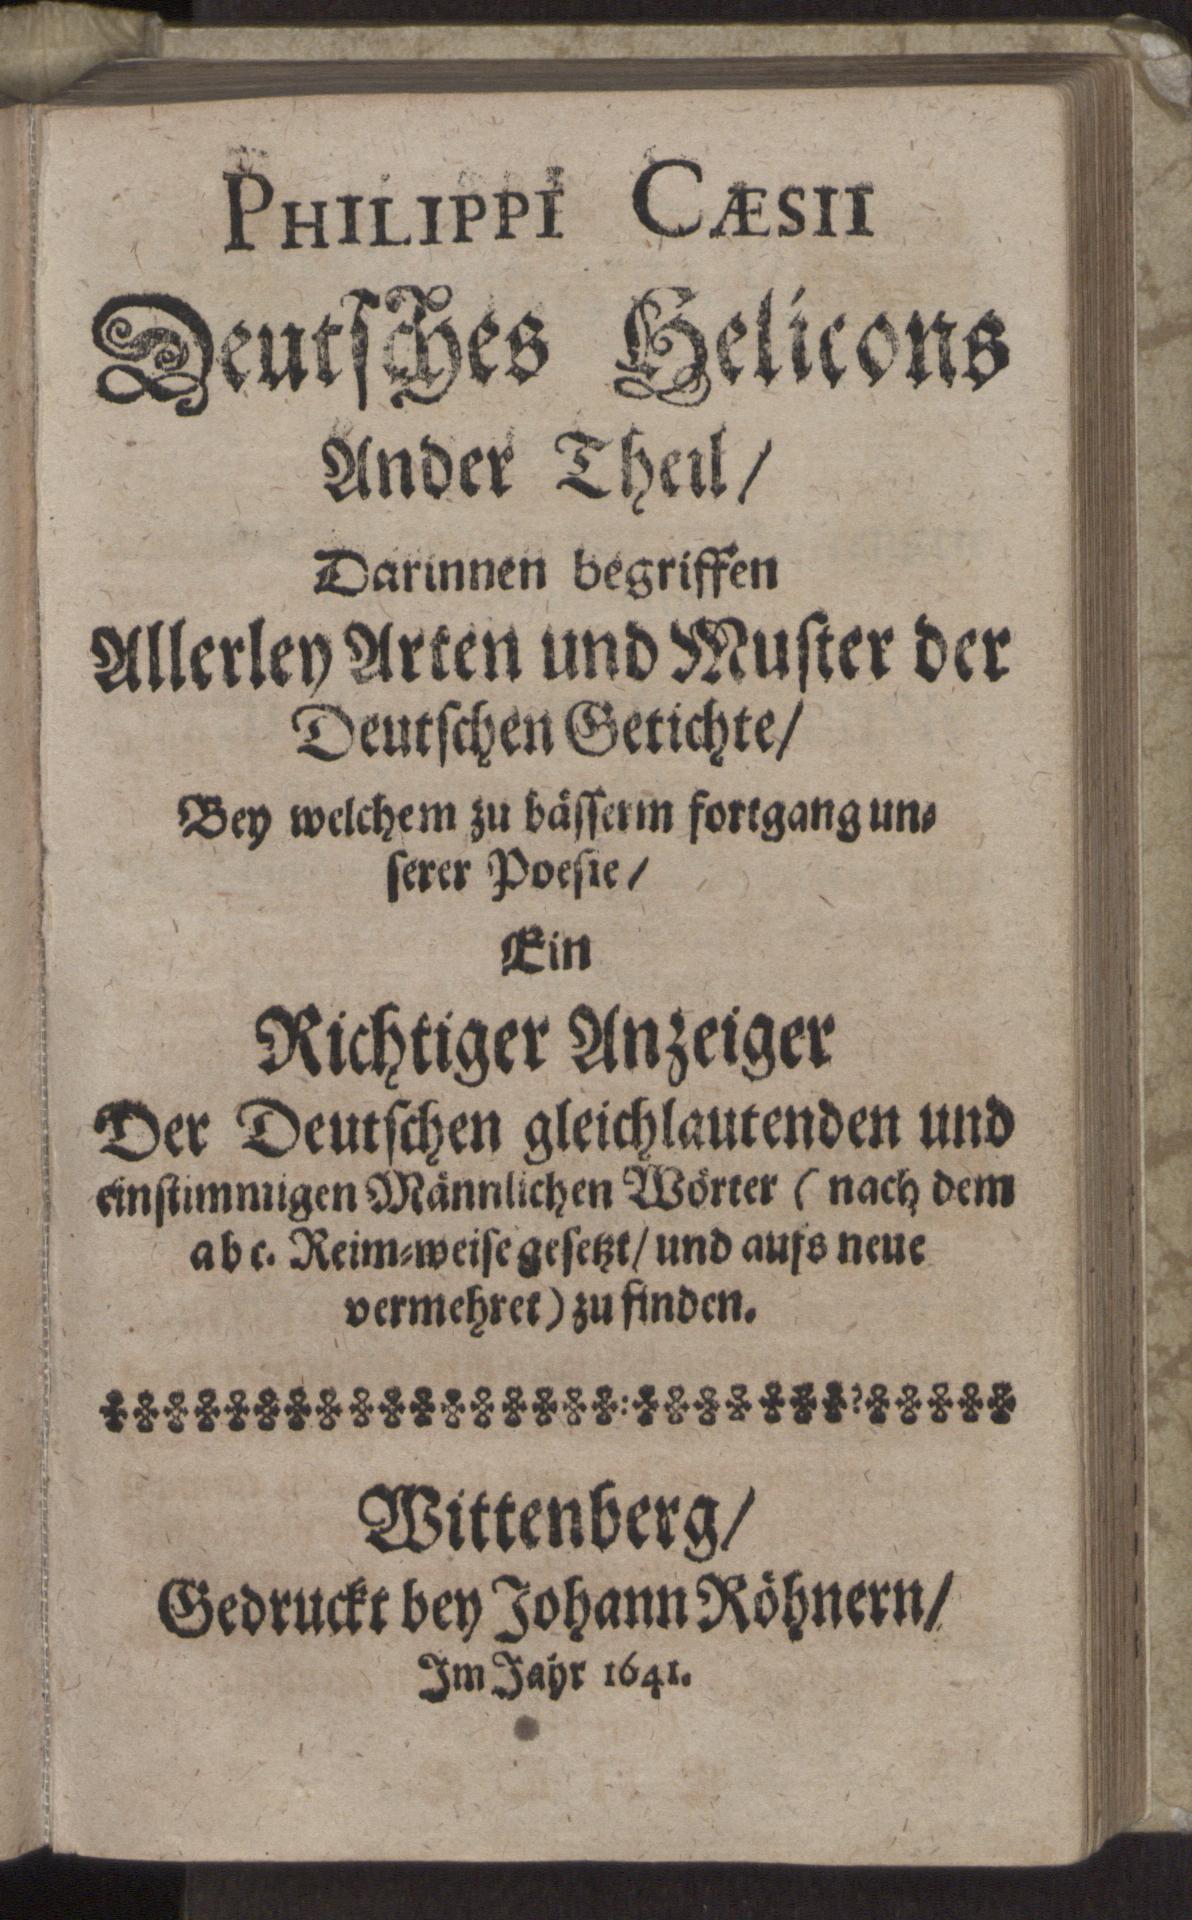 PHILIPPI CÆSII
Deutſches Helicons
Ander Theil/
Darinnen begriffen
Allerley Arten und Muſter der
Deutſchen Getichte/
Bey welchem zu bäſſerm fortgang un⸗
ſerer Poeſie/
Ein
Richtiger Anzeiger
Der Deutſchen gleichlautenden und
einſtimmigen Männlichen Wörter (nach dem
a b c. Reim⸗weiſe geſetzt/ und aufs neue
vermehret) zu finden.
Wittenberg/
Gedruckt bey Johann Röhnern/
Im Jahr 1641.